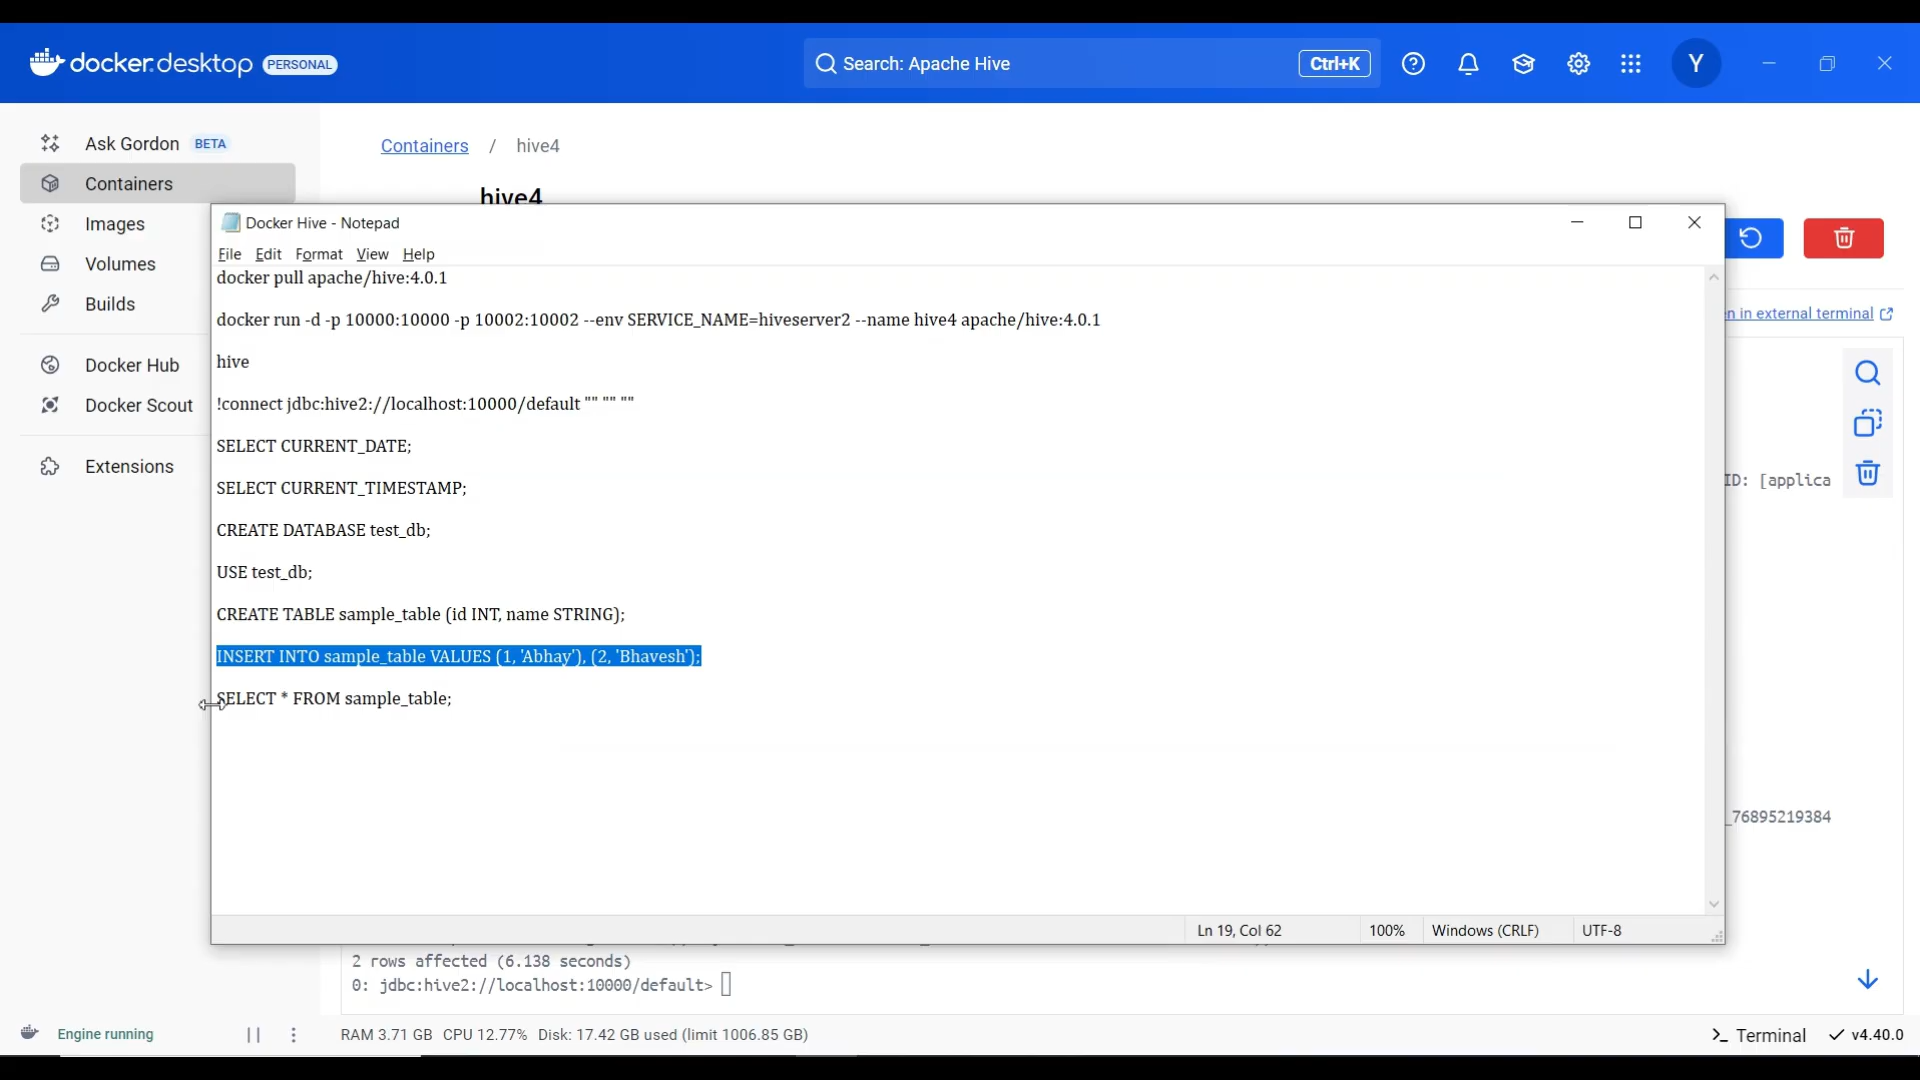 docker.desktop PERSONAL
Search: Apache Hive
Ctrl+K
Y
Ask Gordon BETA
Containers
Images
Volumes
Builds
Docker Hub
Docker Scout
Extensions
Containers / hive4
hive4
Docker Hive - Notepad
File Edit Format View Help
docker pull apache/hive:4.0.1
docker run -d -p 10000:10000 -p 10002:10002 --env SERVICE_NAME=hiveserver2 --name hive4 apache/hive:4.0.1
hive
!connect jdbc:hive2://localhost:10000/default "" "" ""
SELECT CURRENT_DATE;
SELECT CURRENT_TIMESTAMP;
CREATE DATABASE test_db;
USE test_db;
CREATE TABLE sample_table (id INT, name STRING);
INSERT INTO sample_table VALUES (1, 'Abhay'), (2, 'Bhavesh');
SELECT * FROM sample_table;
Ln 19, Col 62
100%
Windows (CRLF)
UTF-8
en in external terminal
ID: [applica
_76895219384
2 rows affected (6.138 seconds)
0: jdbc:hive2://localhost:10000/default>
Engine running
RAM 3.71 GB CPU 12.77% Disk: 17.42 GB used (limit 1006.85 GB)
>_ Terminal
v4.40.0